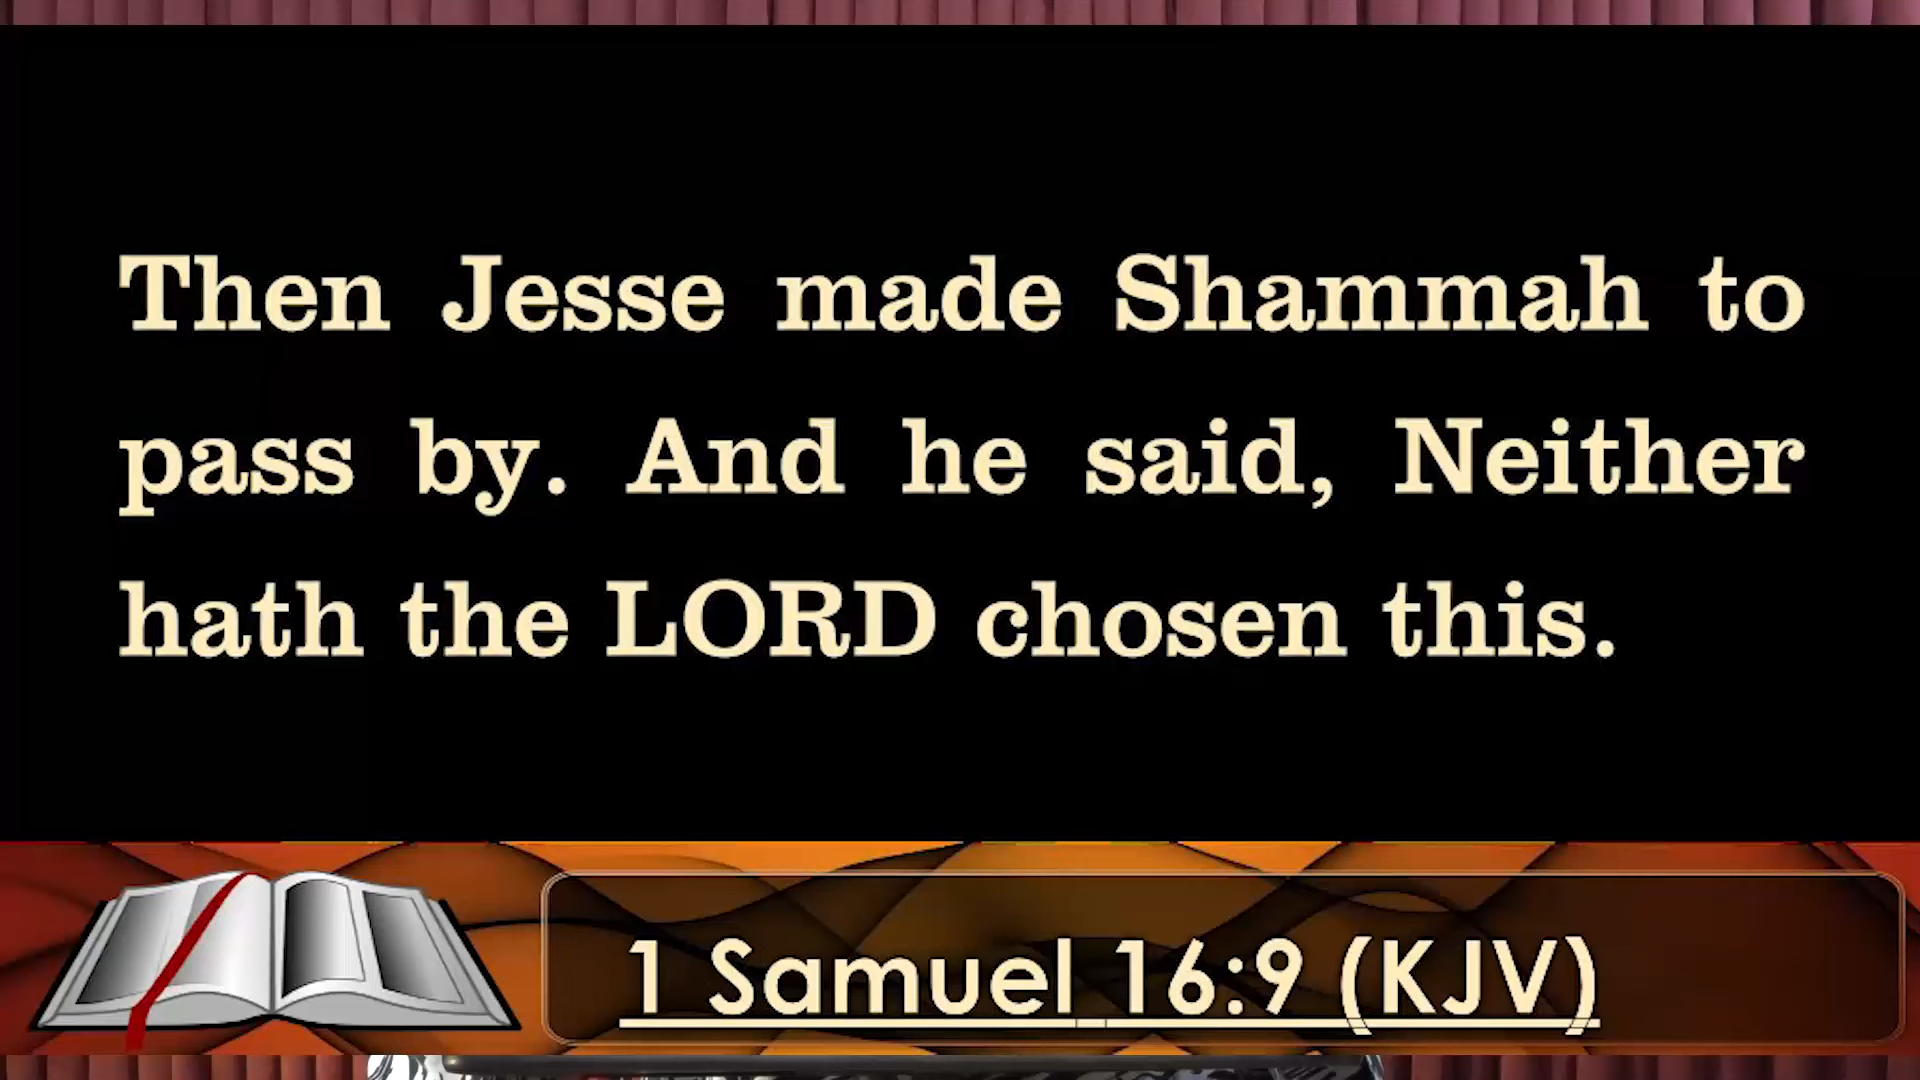 Then Jesse made Shammah to
pass by. And he said, Neither
hath the LORD chosen this.
1 Samuel 16:9 (KJV)